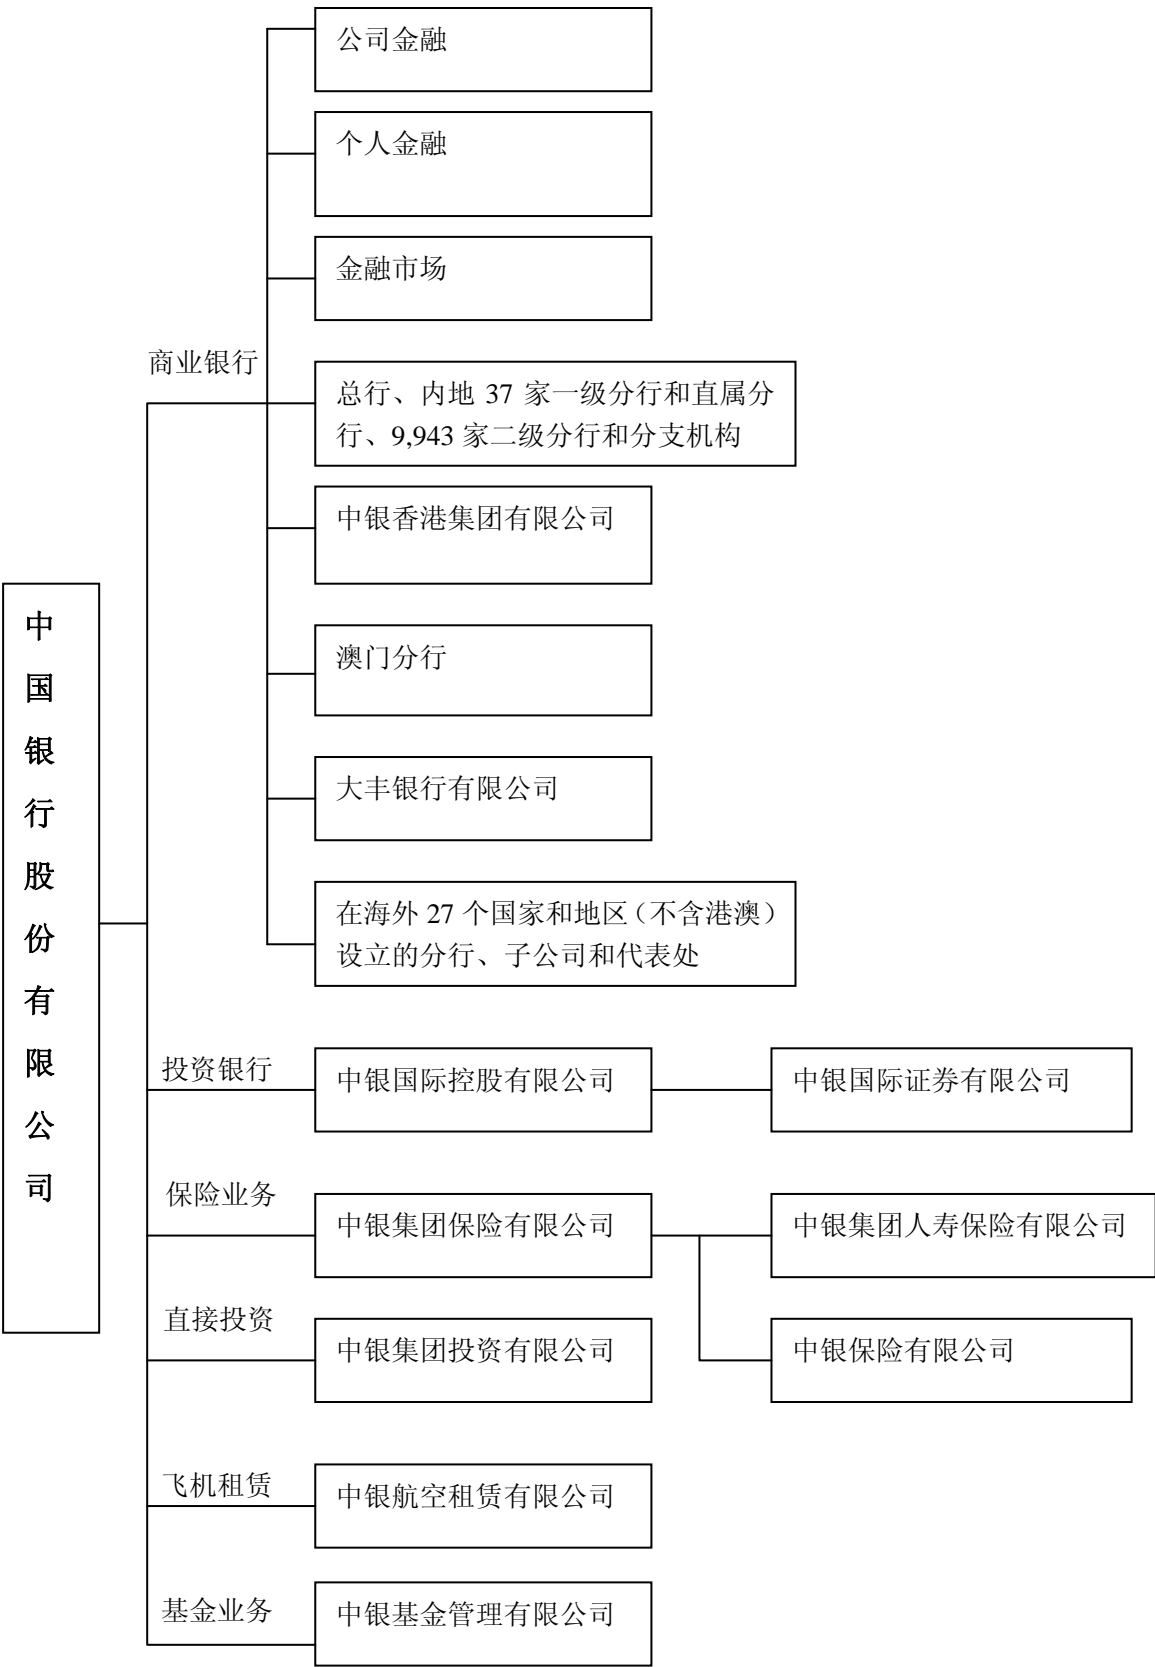 公司金融
个人金融
金融市场
商业银行
总行、内地 37 家一级分行和直属分
行、9,943 家二级分行和分支机构
中银香港集团有限公司
澳门分行
大丰银行有限公司
在海外 27 个国家和地区（不含港澳）
设立的分行、子公司和代表处
中国银行股份有限公司
投资银行
中银国际控股有限公司
中银国际证券有限公司
保险业务
中银集团保险有限公司
中银集团人寿保险有限公司
直接投资
中银集团投资有限公司
中银保险有限公司
飞机租赁
中银航空租赁有限公司
基金业务
中银基金管理有限公司